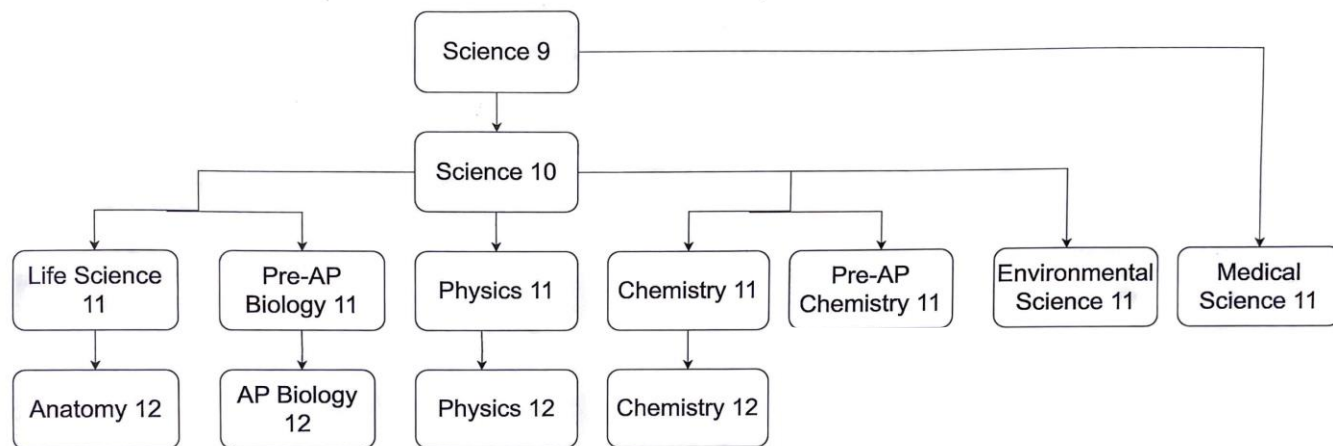 Science 9
Science 10
Life Science
11
Pre-AP
Biology 11
Physics 11
Chemistry 11
Pre-AP
Chemistry 11
Environmental
Science 11
Medical
Science 11
Anatomy 12
AP Biology
12
Physics 12
Chemistry 12